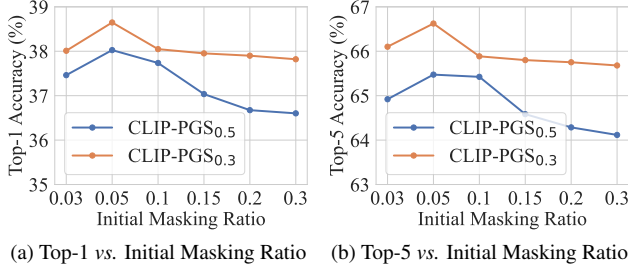 Top-1 Accuracy (%)
39
38
37
36
35
CLIP-PGS0.5
CLIP-PGS0.3
0.03 0.05 0.1 0.15 0.2 0.3
Initial Masking Ratio
(a) Top-1 vs. Initial Masking Ratio
Top-5 Accuracy (%)
67
66
65
64
63
CLIP-PGS0.5
CLIP-PGS0.3
0.03 0.05 0.1 0.15 0.2 0.3
Initial Masking Ratio
(b) Top-5 vs. Initial Masking Ratio